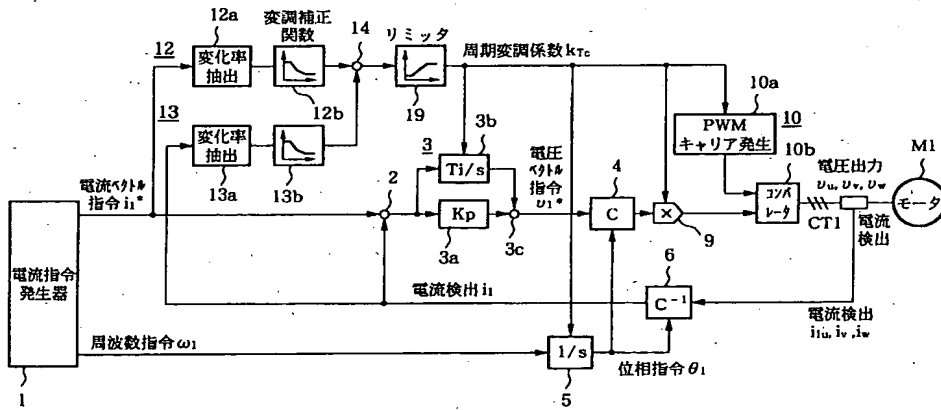 12a
変調補正
関数
12
変化率
抽出
12b
14
リミッタ
19
周期変調係数 kTc
13
変化率
抽出
13a
13b
3
3b
Ti/s
Kp
3a
3c
電圧
ベクトル
指令
υ1*
4
C
×
9
10a
10
PWM
キャリア発生
10b
コンパ
レータ
電圧出力
υu, υv, υw
CT1
電流
検出
M1
モータ
電流ベクトル
指令 i1*
2
電流指令
発生器
1
電流検出 i1
6
C⁻¹
電流検出
i1u, iv, iw
周波数指令 ω1
1/s
5
位相指令 θ1